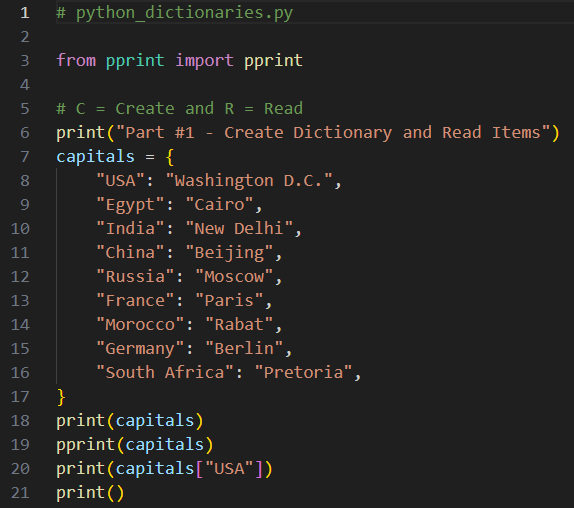 1 # python_dictionaries.py
2
3 from pprint import pprint
4
5 # C = Create and R = Read
6 print("Part #1 - Create Dictionary and Read Items")
7 capitals = {
8     "USA": "Washington D.C.",
9     "Egypt": "Cairo",
10     "India": "New Delhi",
11     "China": "Beijing",
12     "Russia": "Moscow",
13     "France": "Paris",
14     "Morocco": "Rabat",
15     "Germany": "Berlin",
16     "South Africa": "Pretoria",
17 }
18 print(capitals)
19 pprint(capitals)
20 print(capitals["USA"])
21 print()